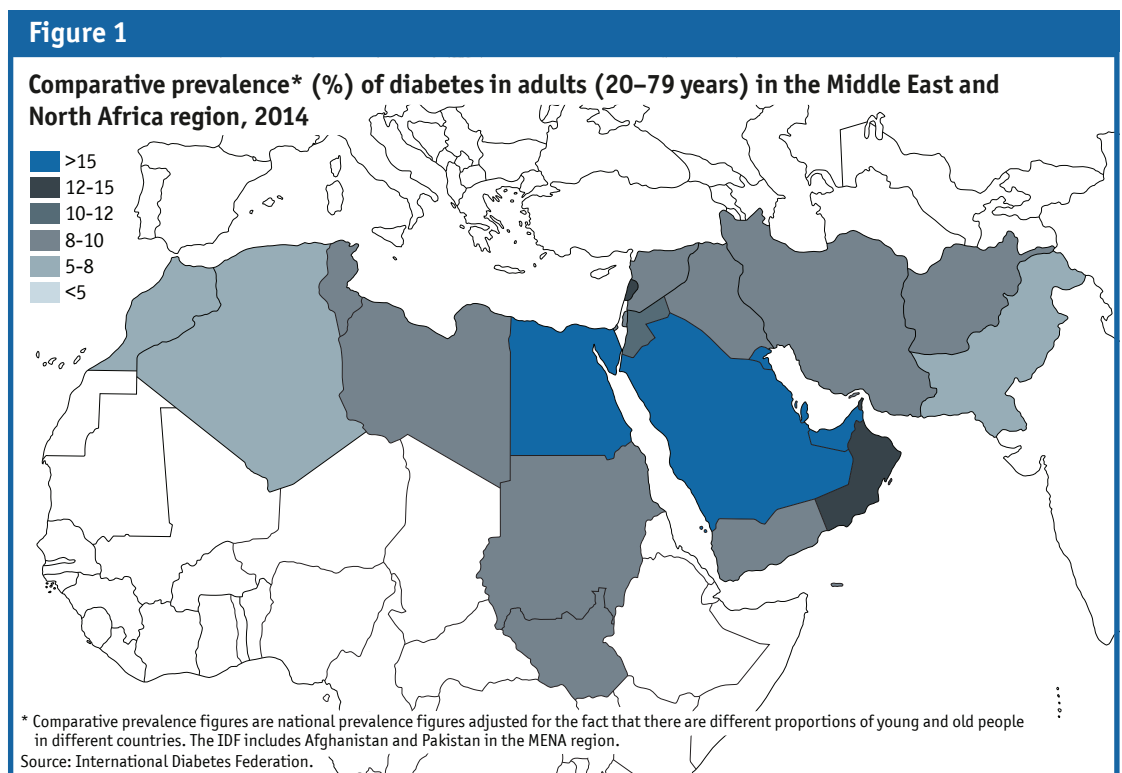 Figure 1
Comparative prevalence* (%) of diabetes in adults (20–79 years) in the Middle East and
North Africa region, 2014
>15
12-15
10-12
8-10
5-8
<5
* Comparative prevalence figures are national prevalence figures adjusted for the fact that there are different proportions of young and old people
in different countries. The IDF includes Afghanistan and Pakistan in the MENA region.
Source: International Diabetes Federation.